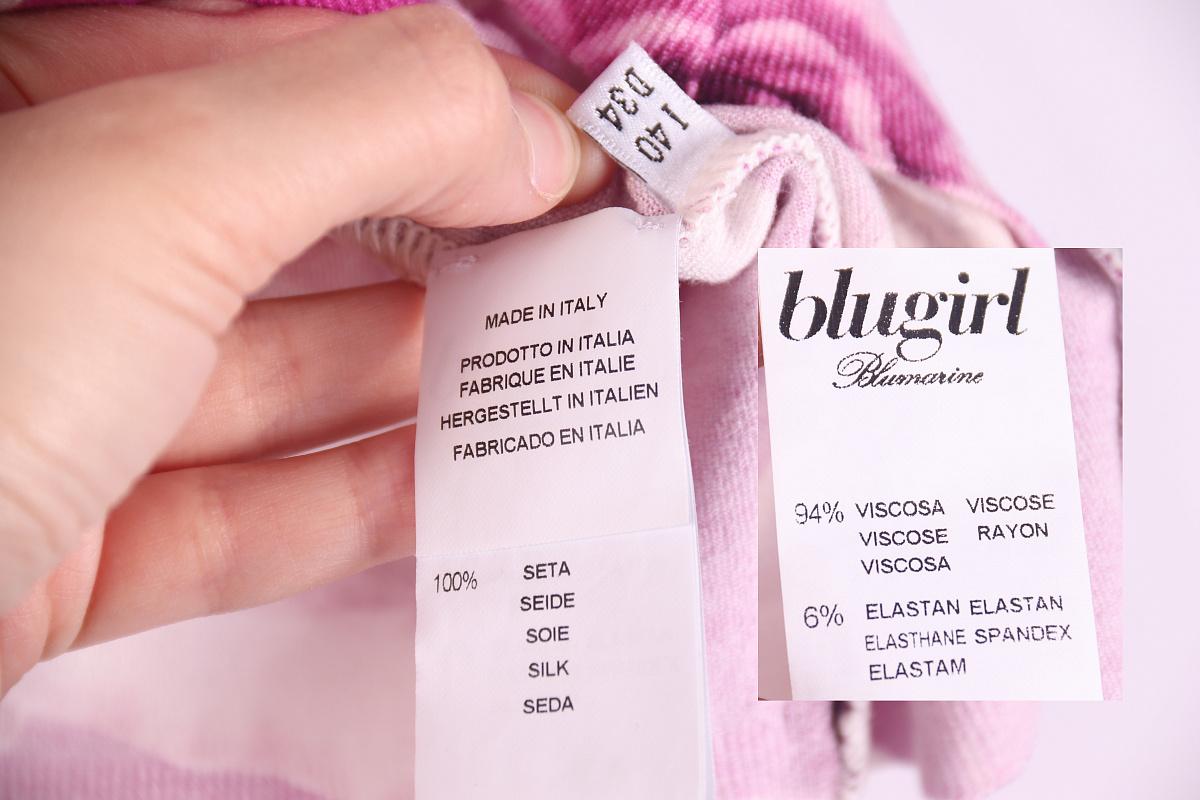 I 40
D34
MADE IN ITALY
PRODOTTO IN ITALIA
FABRIQUE EN ITALIE
HERGESTELLT IN ITALIEN
FABRICADO EN ITALIA
100% SETA
SEIDE
SOIE
SILK
SEDA
blugirl
Blumarine
94% VISCOSA VISCOSE
VISCOSE RAYON
VISCOSA
6% ELASTAN ELASTAN
ELASTHANE SPANDEX
ELASTAM